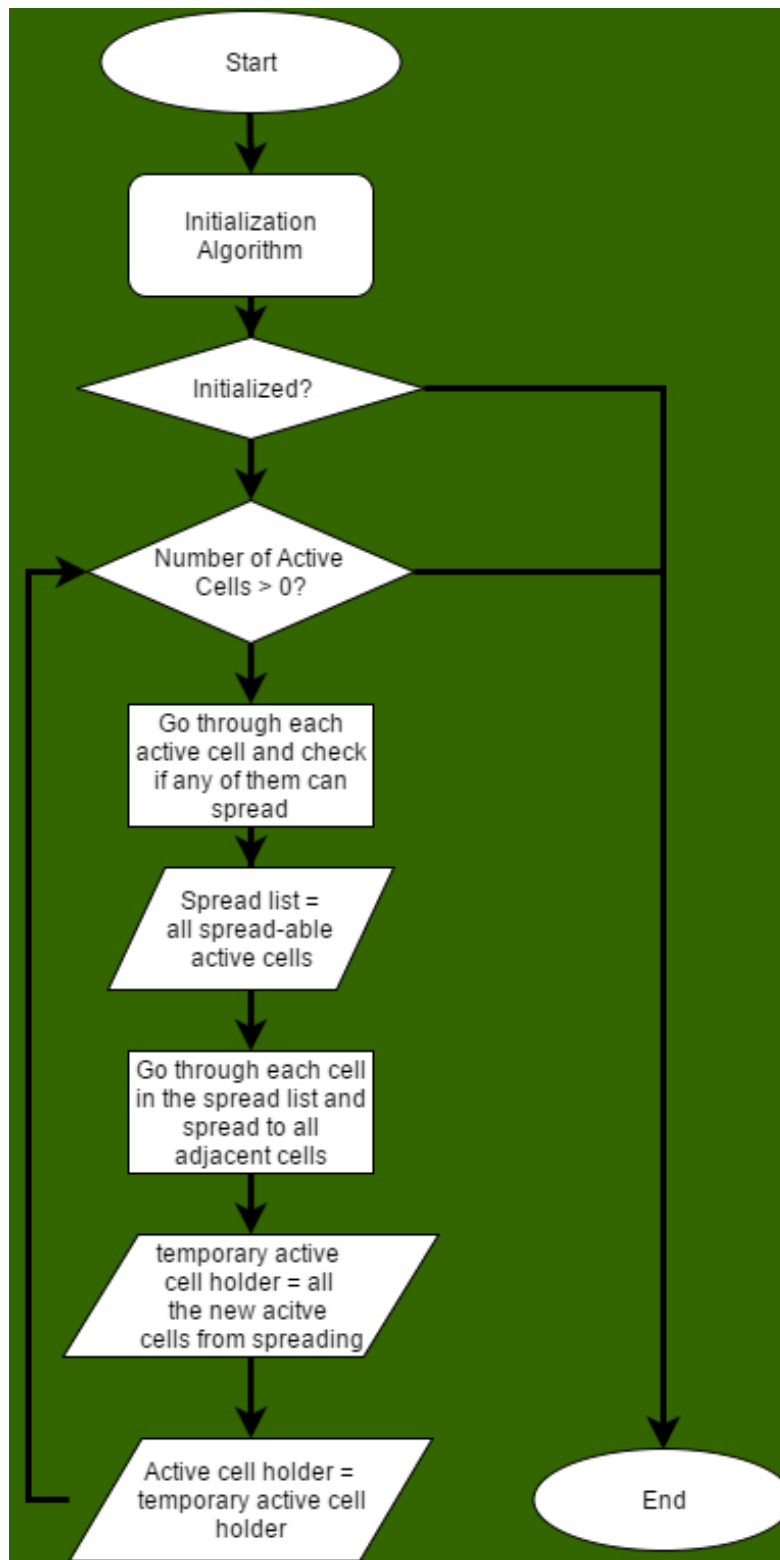 Start
Initialization
Algorithm
Initialized?
Number of Active
Cells > 0?
Go through each
active cell and check
if any of them can
spread
Spread list =
all spread-able
active cells
Go through each cell
in the spread list and
spread to all
adjacent cells
temporary active
cell holder = all
the new acitve
cells from spreading
Active cell holder =
temporary active cell
holder
End